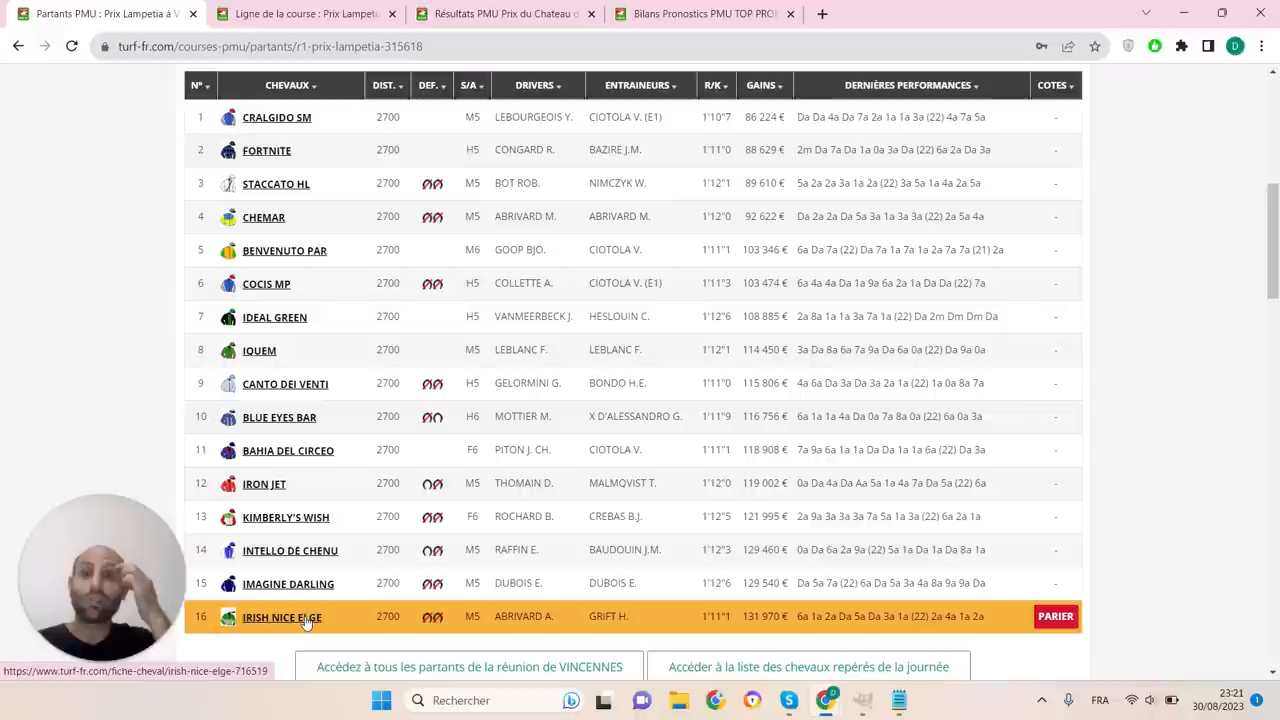 Partants PMU : Prix Lampetia à V
Ligne de la course : Prix Lampeti
Résultats PMU Prix du Chateau d
Bilans Pronostics PMU
turf-fr.com/courses-pmu/partants/r1-prix-lampetia-315618
D
Nº CHEVAUX DIST. DEF. S/A DRIVERS ENTRAINEURS R/K GAINS DERNIÈRES PERFORMANCES COTES
1 CRALGIDO SM 2700 M5 LEBOURGEOIS Y. CIOTOLA V. (E1) 1'10"7 86 224 € Da Da 4a Da 7a 2a 1a 1a 3a (22) 4a 7a 5a -
2 FORTNITE 2700 H5 CONGARD R. BAZIRE J.M. 1'11"0 88 629 € 2m Da 7a Da 1a 0a 3a Da (22) 6a 2a Da 3a -
3 STACCATO HL 2700 M5 BOT ROB. NIMCZYK W. 1'12"1 89 610 € 5a 2a 2a 3a 1a 2a (22) 3a 5a 1a 4a 2a 5a -
4 CHEMAR 2700 M5 ABRIVARD M. ABRIVARD M. 1'12"0 92 622 € Da 2a 2a Da 5a 3a 1a 3a 3a (22) 2a 5a 4a -
5 BENVENUTO PAR 2700 M6 GOOP BJO. CIOTOLA V. 1'11"1 103 346 € 6a Da 7a (22) Da 7a 1a 7a 1a 2a 7a 7a (21) 2a -
6 COCIS MP 2700 H5 COLLETTE A. CIOTOLA V. (E1) 1'11"3 103 474 € 6a 4a 4a Da 1a 9a 6a 2a 1a Da Da (22) 7a -
7 IDEAL GREEN 2700 H5 VANMEERBECK J. HESLOUIN C. 1'12"6 108 885 € 2a 8a 1a 1a 3a 7a 1a (22) Da 2m Dm Dm Da -
8 IQUEM 2700 M5 LEBLANC F. LEBLANC F. 1'12"1 114 450 € 3a Da 8a 6a 7a 9a Da 6a 0a (22) Da 9a 0a -
9 CANTO DEI VENTI 2700 H5 GELORMINI G. BONDO H.E. 1'11"0 115 806 € 4a 6a Da 3a Da 3a 2a 1a (22) 1a 0a 8a 7a -
10 BLUE EYES BAR 2700 H6 MOTTIER M. X D'ALESSANDRO G. 1'11"9 116 756 € 6a 1a 1a 4a Da 0a 7a 8a 0a (22) 6a 0a 3a -
11 BAHIA DEL CIRCEO 2700 F6 PITON J. CH. CIOTOLA V. 1'11"1 118 908 € 7a 9a 6a 1a Da Da 1a 1a 6a (22) Da 3a -
12 IRON JET 2700 M5 THOMAIN D. MALMQVIST T. 1'12"0 119 002 € 0a Da 4a Da Aa 5a 1a 4a 7a Da 5a (22) 6a -
13 KIMBERLY'S WISH 2700 F6 ROCHARD B. CREBAS B.J. 1'12"5 121 995 € 2a 9a 3a 3a 3a 7a 5a 1a 3a (22) 6a 2a 1a -
14 INTELLO DE CHENU 2700 M5 RAFFIN E. BAUDOUIN J.M. 1'12"3 129 460 € 0a Da 6a 2a 9a (22) 5a 1a Da 1a Da 8a 1a -
15 IMAGINE DARLING 2700 M5 DUBOIS E. DUBOIS E. 1'12"6 129 540 € Da 5a 7a (22) 6a Da 5a 3a 4a 8a 9a 9a Da -
16 IRISH NICE ELGE 2700 M5 ABRIVARD A. GRIFT H. 1'11"1 131 970 € 6a 1a 2a Da 5a Da 3a 1a (22) 2a 4a 1a 2a PARIER
Accédez à tous les partants de la réunion de VINCENNES
Accéder à la liste des chevaux repérés de la journée
https://www.turf-fr.com/fiche-cheval/irish-nice-elge-716519
Rechercher
FRA
23:21
30/08/2023